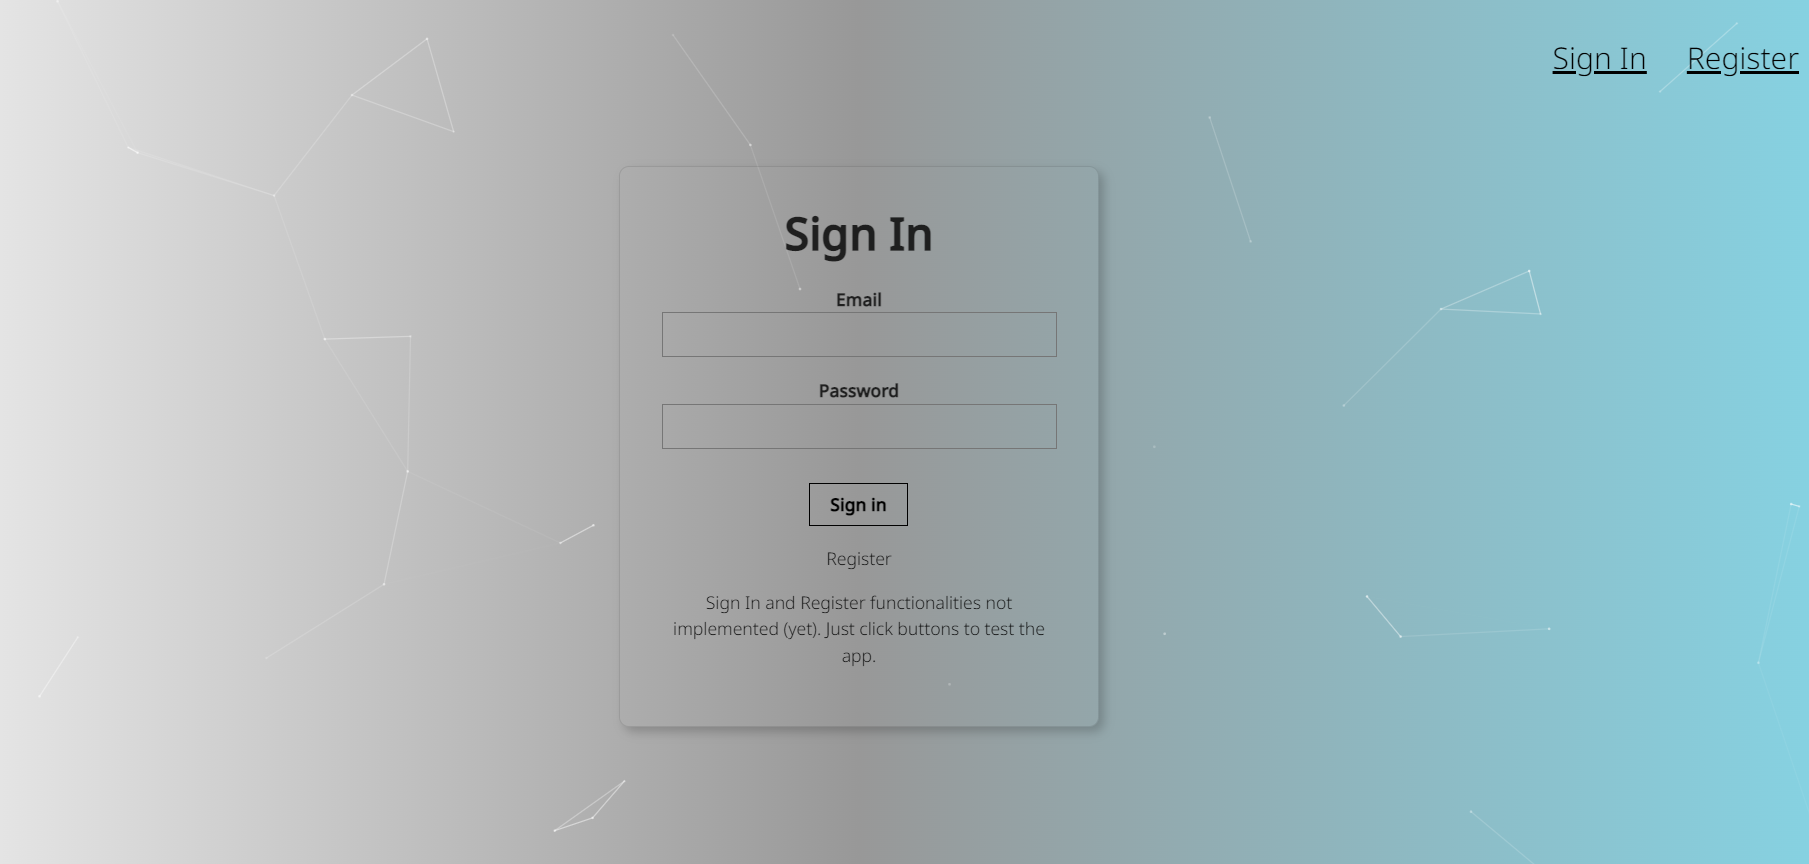 Sign In Register
Sign In
Email
Password
Sign in
Register
Sign In and Register functionalities not
implemented (yet). Just click buttons to test the
app.